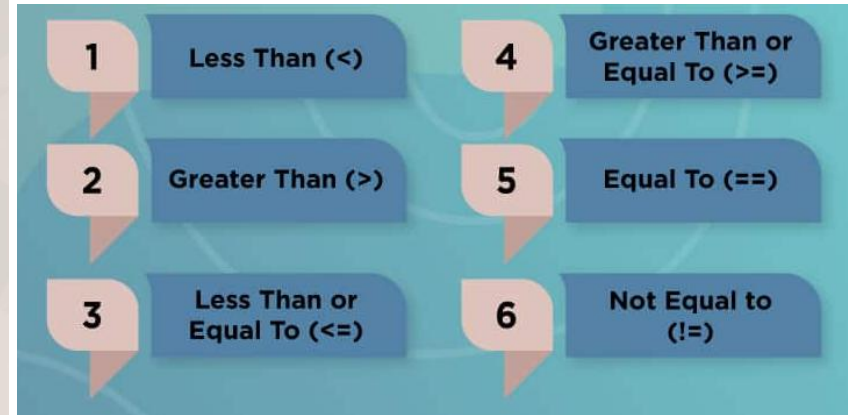 1
Less Than (<)
2
Greater Than (>)
3
Less Than or
Equal To (<=)
4
Greater Than or
Equal To (>=)
5
Equal To (==)
6
Not Equal to
(!=)